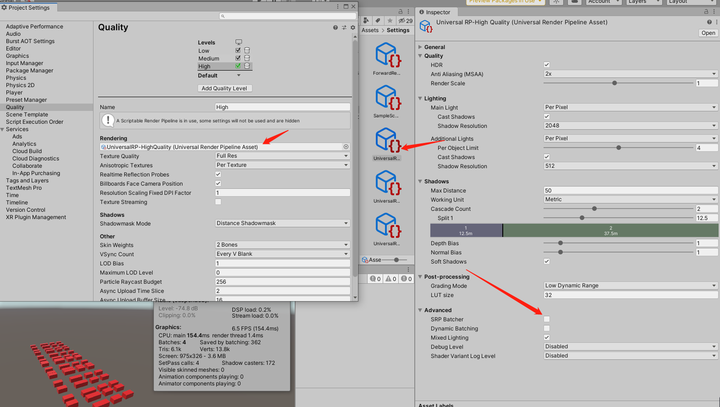 Project Settings
Quality
Adaptive Performance
Audio
Burst AOT Settings
Editor
Graphics
Input Manager
Package Manager
Physics
Physics 2D
Player
Preset Manager
Quality
Scene Template
Script Execution Order
Services
Ads
Analytics
Cloud Build
Cloud Diagnostics
Collaborate
In-App Purchasing
Tags and Layers
TextMesh Pro
Time
Timeline
Version Control
XR Plugin Management
Levels
Low
Medium
High
Default
Add Quality Level
Name High
A Scriptable Render Pipeline is in use, some settings will not be used and are hidden
Rendering
UniversalRP-HighQuality (Universal Render Pipeline Asset)
Texture Quality Full Res
Anisotropic Textures Per Texture
Realtime Reflection Probes
Billboards Face Camera Position
Resolution Scaling Fixed DPI Factor 1
Texture Streaming
Shadows
Shadowmask Mode Distance Shadowmask
Other
Skin Weights 2 Bones
VSync Count Every V Blank
LOD Bias 1
Maximum LOD Level 0
Particle Raycast Budget 256
Async Upload Time Slice 2
Async Upload Buffer Size 16
Level: -74.8 dB DSP load: 0.2%
Clipping: 0.0% Stream load: 0.0%
Graphics: 6.5 FPS (154.4ms)
CPU: main 154.4ms render thread 1.4ms
Batches: 4 Saved by batching: 362
Tris: 6.1k Verts: 13.8k
Screen: 975x326 - 3.6 MB
SetPass calls: 4 Shadow casters: 172
Visible skinned meshes: 0
Animation components playing: 0
Animator components playing: 0
29
Assets > Settings
ForwardRe...
SampleSc...
UniversalR...
UniversalR...
UniversalR...
Asse
0 0 0
Preview Packages in Use
Account
Layers
Layout
Inspector
Universal RP-High Quality (Universal Render Pipeline Asset)
Open
General
Quality
HDR
Anti Aliasing (MSAA) 2x
Render Scale 1
Lighting
Main Light Per Pixel
Cast Shadows
Shadow Resolution 2048
Additional Lights Per Pixel
Per Object Limit 4
Cast Shadows
Shadow Resolution 512
Shadows
Max Distance 50
Working Unit Metric
Cascade Count 2
Split 1 12.5
1 2
12.5m 37.5m
Depth Bias 1
Normal Bias 1
Soft Shadows
Post-processing
Grading Mode Low Dynamic Range
LUT size 32
Advanced
SRP Batcher
Dynamic Batching
Mixed Lighting
Debug Level Disabled
Shader Variant Log Level Disabled
Asset Labels